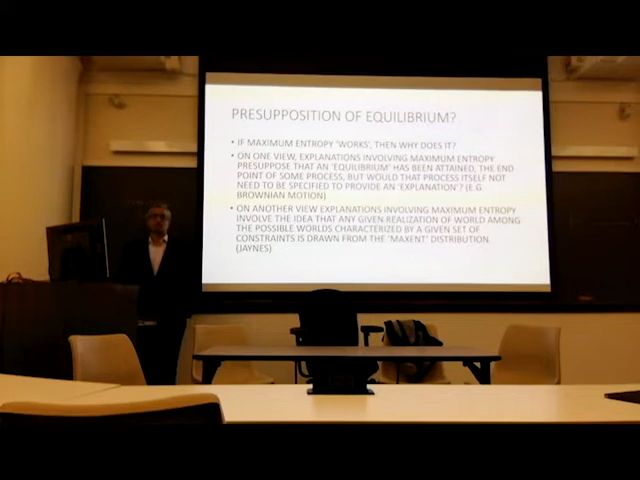 PRESUPPOSITION OF EQUILIBRIUM?
• IF MAXIMUM ENTROPY 'WORKS', THEN WHY DOES IT?
• ON ONE VIEW, EXPLANATIONS INVOLVING MAXIMUM ENTROPY
PRESUPPOSE THAT AN 'EQUILIBRIUM' HAS BEEN ATTAINED, THE END
POINT OF SOME PROCESS, BUT WOULD THAT PROCESS ITSELF NOT
NEED TO BE SPECIFIED TO PROVIDE AN 'EXPLANATION'? (E.G.
BROWNIAN MOTION)
• ON ANOTHER VIEW EXPLANATIONS INVOLVING MAXIMUM ENTROPY
INVOLVE THE IDEA THAT ANY GIVEN REALIZATION OF WORLD AMONG
THE POSSIBLE WORLDS CHARACTERIZED BY A GIVEN SET OF
CONSTRAINTS IS DRAWN FROM THE 'MAXENT' DISTRIBUTION
(JAYNES)